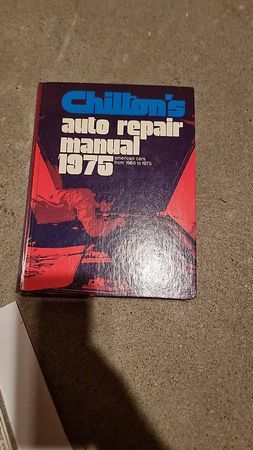 Chilton's
auto repair
manual
1975
american cars
from 1968 to 1975